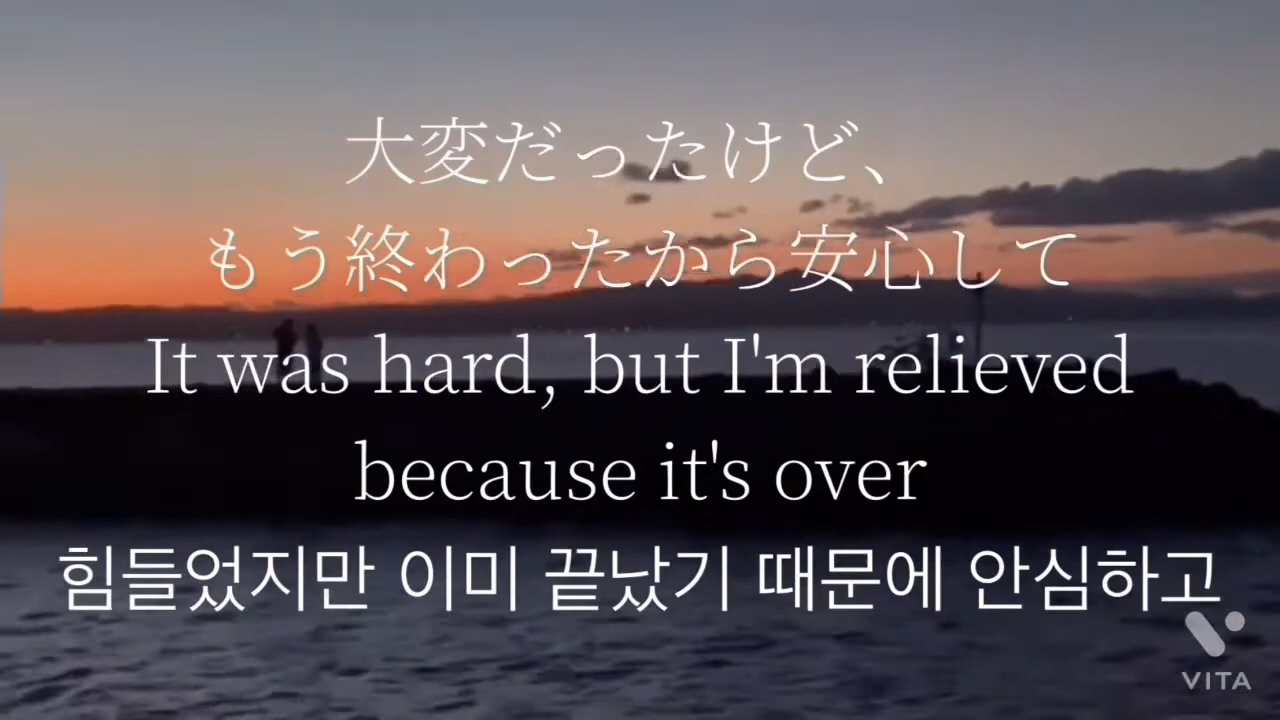 大変だったけど、
もう終わったから安心して
It was hard, but I'm relieved
because it's over
힘들었지만 이미 끝났기 때문에 안심하고
VITA